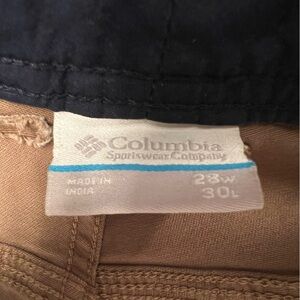 Columbia
Sportswear Company
MADE IN
INDIA
28W
30L